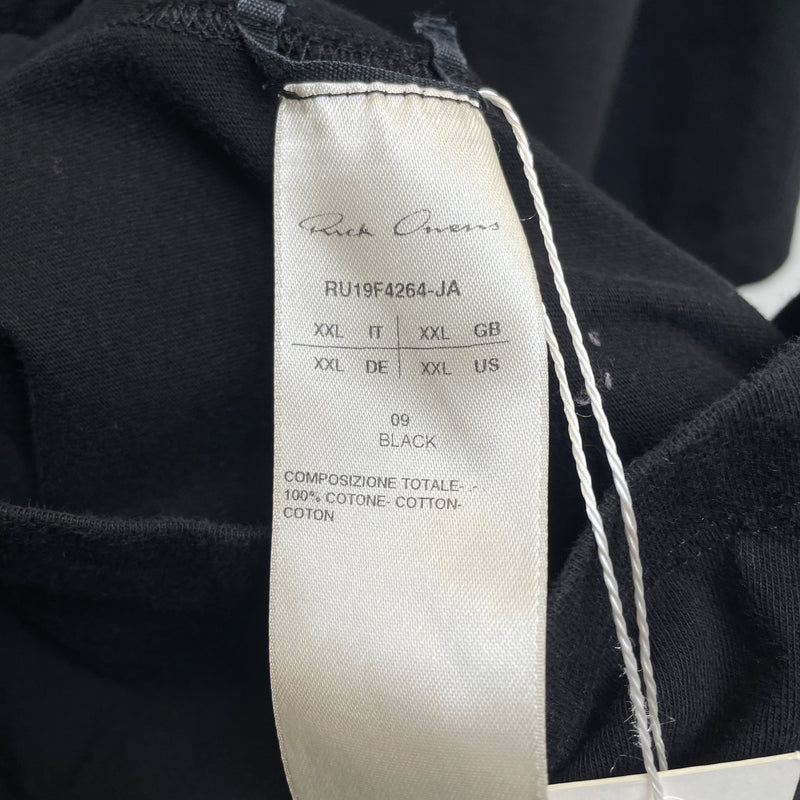 Rick Owens
RU19F4264-JA
XXL IT XXL GB
XXL DE XXL US
09
BLACK
COMPOSIZIONE TOTALE- .-
100% COTONE- COTTON-
COTON